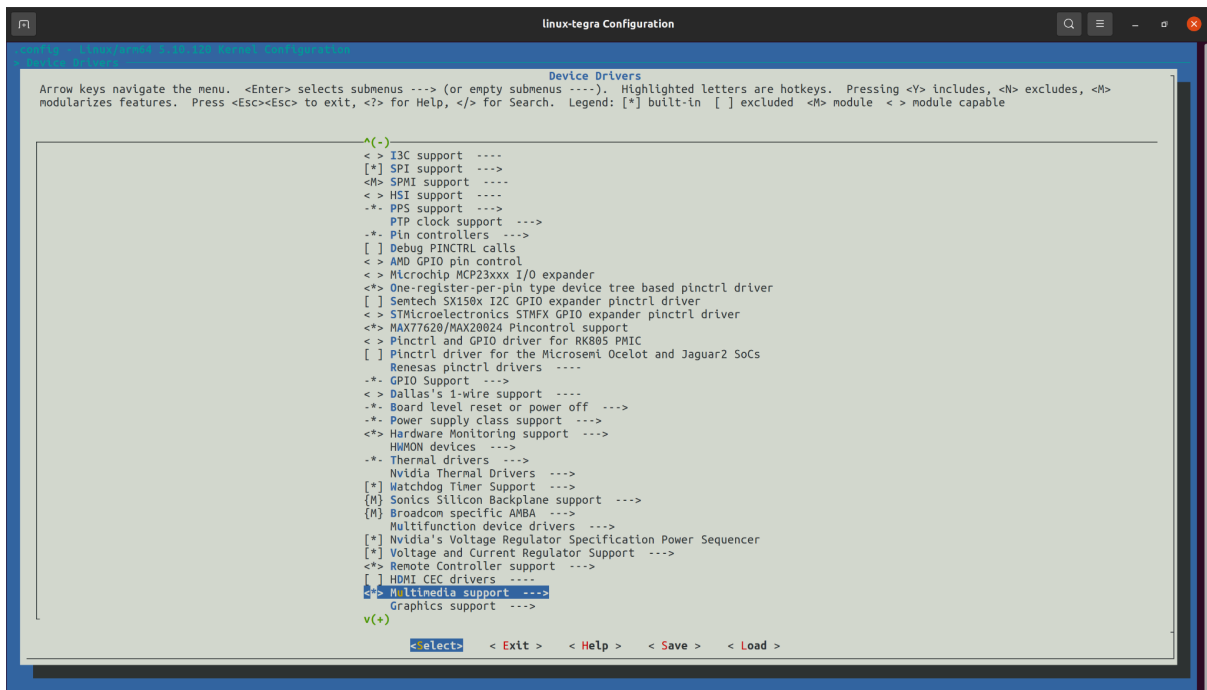 linux-tegra Configuration
.config - Linux/arm64 5.10.120 Kernel Configuration
> Device Drivers
Device Drivers
Arrow keys navigate the menu.  <Enter> selects submenus ---> (or empty submenus ----).  Highlighted letters are hotkeys.  Pressing <Y> includes, <N> excludes, <M>
modularizes features.  Press <Esc><Esc> to exit, <?> for Help, </> for Search.  Legend: [*] built-in  [ ] excluded  <M> module  < > module capable
^(-)
< > I3C support  ----
[*] SPI support  --->
<M> SPMI support  ----
< > HSI support  ----
-*- PPS support  --->
PTP clock support  --->
-*- Pin controllers  --->
[ ] Debug PINCTRL calls
< > AMD GPIO pin control
< > Microchip MCP23xxx I/O expander
<*> One-register-per-pin type device tree based pinctrl driver
[ ] Semtech SX150x I2C GPIO expander pinctrl driver
< > STMicroelectronics STMFX GPIO expander pinctrl driver
<*> MAX77620/MAX20024 Pincontrol support
< > Pinctrl and GPIO driver for RK805 PMIC
[ ] Pinctrl driver for the Microsemi Ocelot and Jaguar2 SoCs
Renesas pinctrl drivers  ----
-*- GPIO Support  --->
< > Dallas's 1-wire support  ----
-*- Board level reset or power off  --->
-*- Power supply class support  --->
<*> Hardware Monitoring support  --->
HWMON devices  --->
-*- Thermal drivers  --->
Nvidia Thermal Drivers  --->
[*] Watchdog Timer Support  --->
{M} Sonics Silicon Backplane support  --->
{M} Broadcom specific AMBA  --->
Multifunction device drivers  --->
[*] Nvidia's Voltage Regulator Specification Power Sequencer
[*] Voltage and Current Regulator Support  --->
<*> Remote Controller support  --->
[ ] HDMI CEC drivers  ----
<*> Multimedia support  --->
Graphics support  --->
v(+)
<Select>    < Exit >    < Help >    < Save >    < Load >